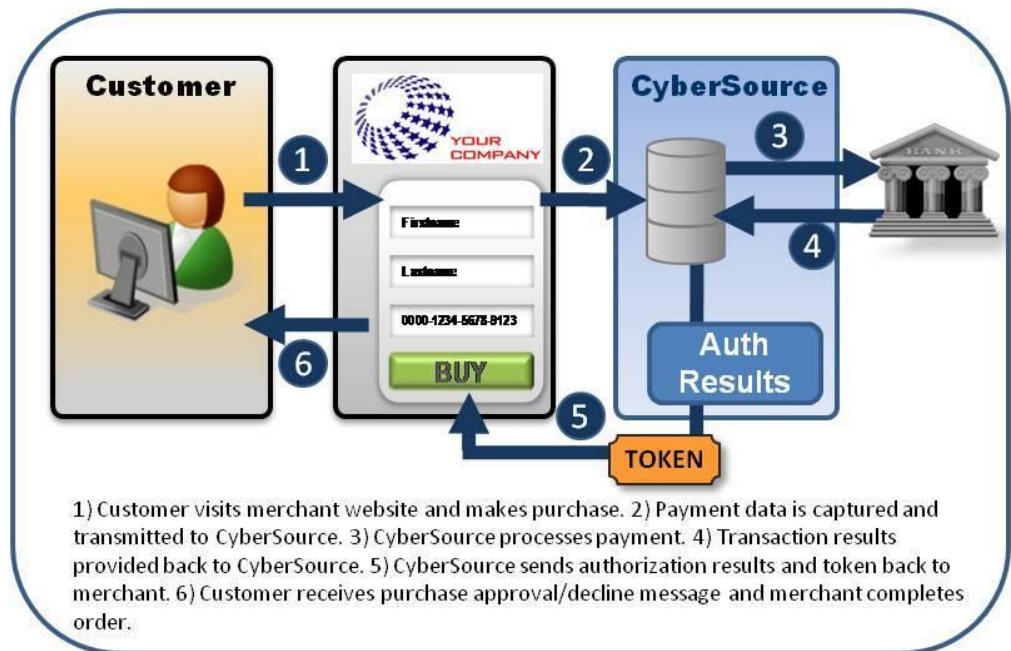 Customer
YOUR
COMPANY
CyberSource
BANK
1
2
3
4
Firstname
Lastname
0000-1234-5678-9123
BUY
6
5
Auth
Results
TOKEN
1) Customer visits merchant website and makes purchase. 2) Payment data is captured and
transmitted to CyberSource. 3) CyberSource processes payment. 4) Transaction results
provided back to CyberSource. 5) CyberSource sends authorization results and token back to
merchant. 6) Customer receives purchase approval/decline message and merchant completes
order.